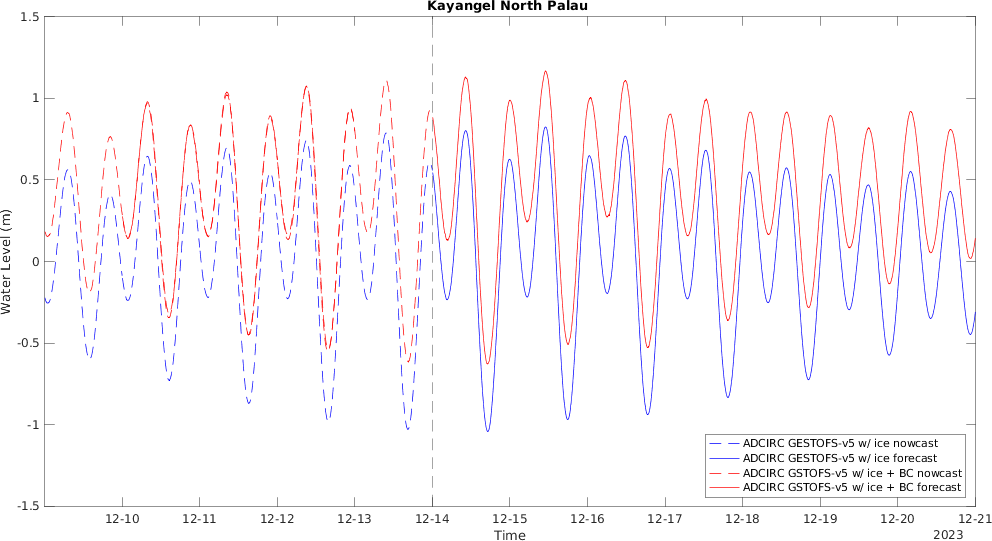 Kayangel North Palau
1.5
1
0.5
0
-0.5
-1
-1.5
Water Level (m)
ADCIRC GESTOFS-v5 w/ ice nowcast
ADCIRC GESTOFS-v5 w/ ice forecast
ADCIRC GSTOFS-v5 w/ ice + BC nowcast
ADCIRC GSTOFS-v5 w/ ice + BC forecast
12-10 12-11 12-12 12-13 12-14 12-15 12-16 12-17 12-18 12-19 12-20 12-21
Time
2023